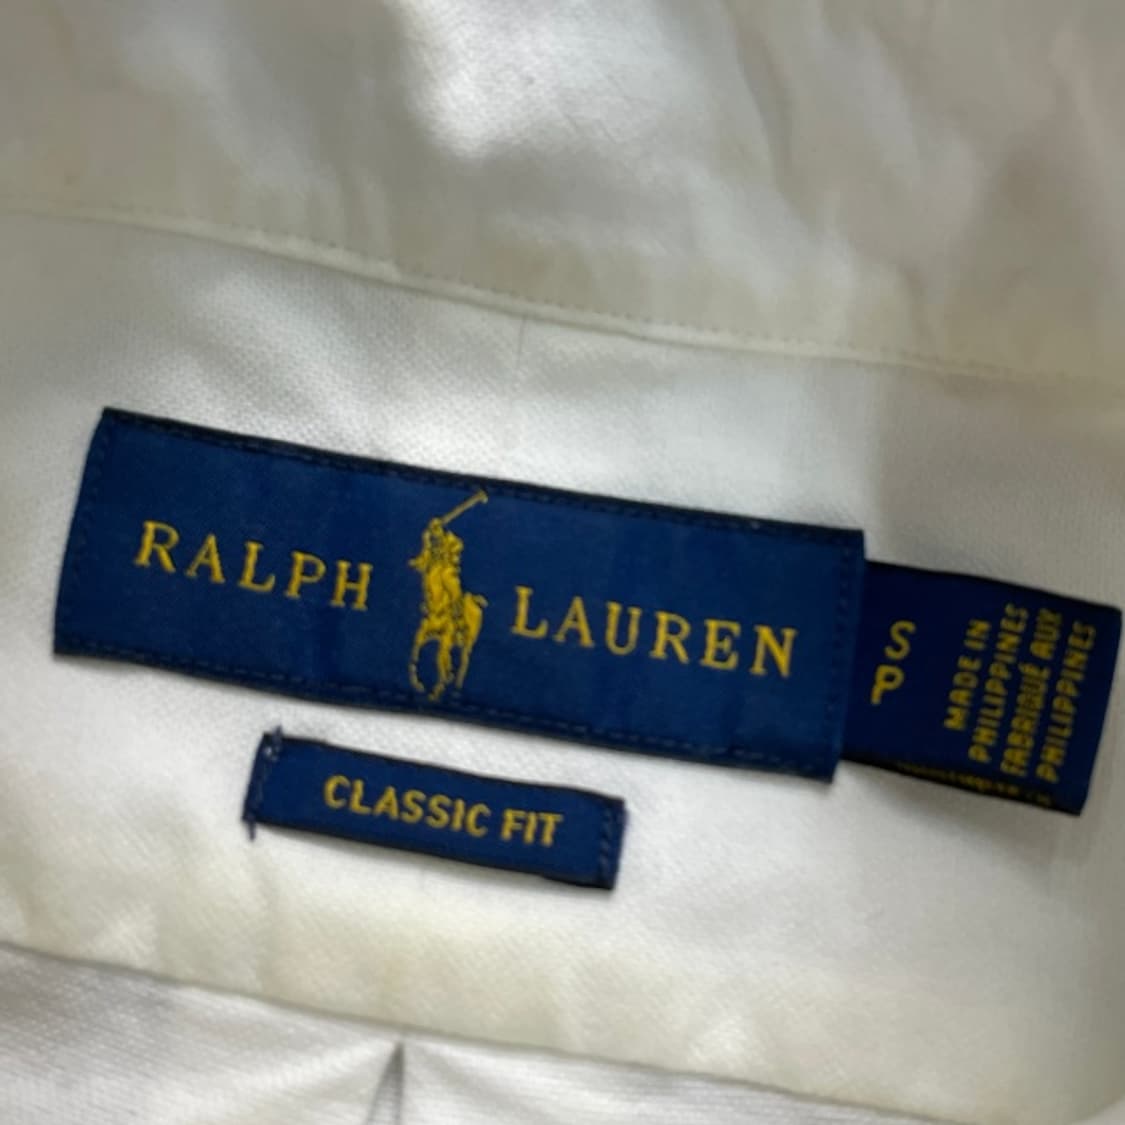 RALPH LAUREN
CLASSIC FIT
S
P
MADE IN
PHILIPPINES
FABRIQUÉ AUX
PHILIPPINES